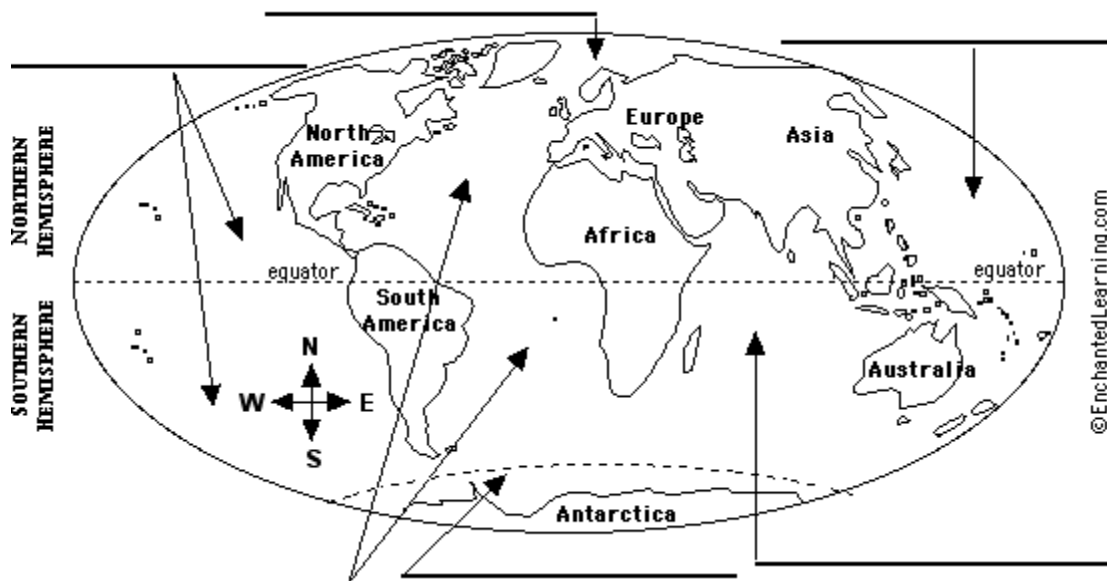 NORTHERN
HEMISPHERE
SOUTHERN
HEMISPHERE
North
America
Europe
Asia
Africa
equator
equator
South
America
Australia
N
W
E
S
Antarctica
©EnchantedLearning.com